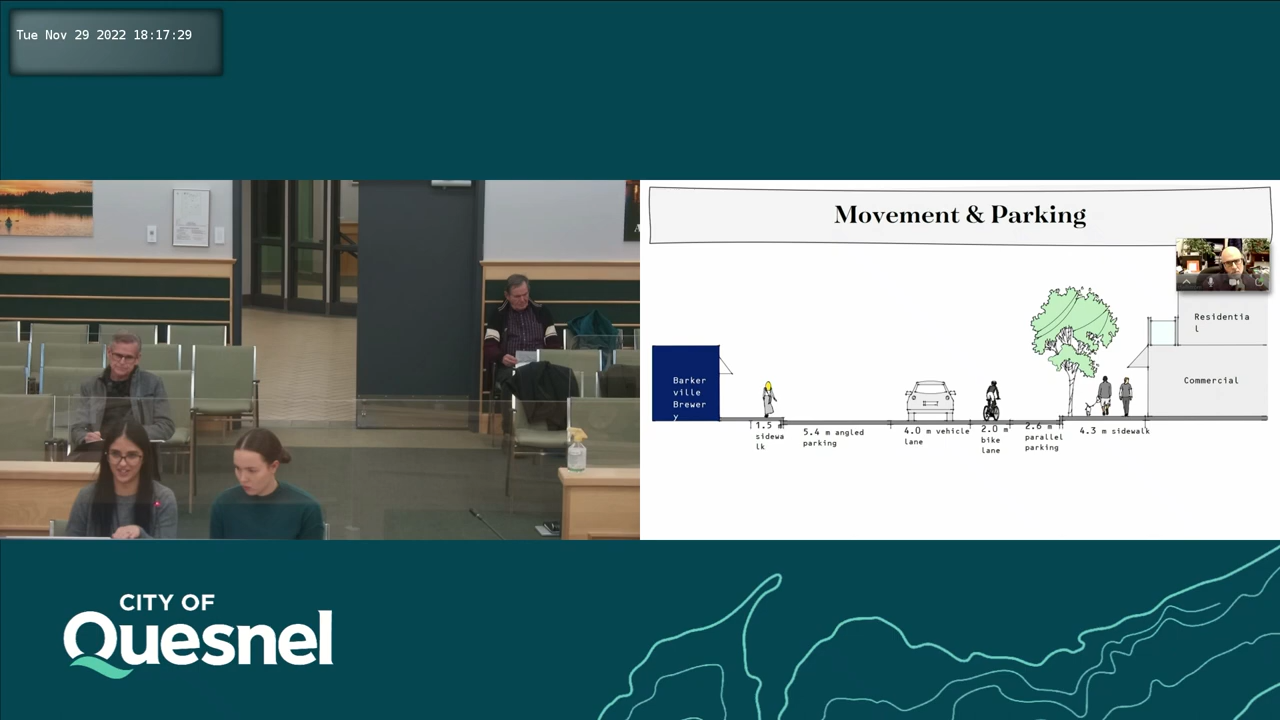 Tue Nov 29 2022 18:17:29
Movement & Parking
Residentia
l
Commercial
Barker
ville
Brewer
y
1.5 m
sidewa
lk
5.4 m angled
parking
4.0 m vehicle
lane
2.0 m
bike
lane
2.6 m
parallel
parking
4.3 m sidewalk
CITY OF
Quesnel